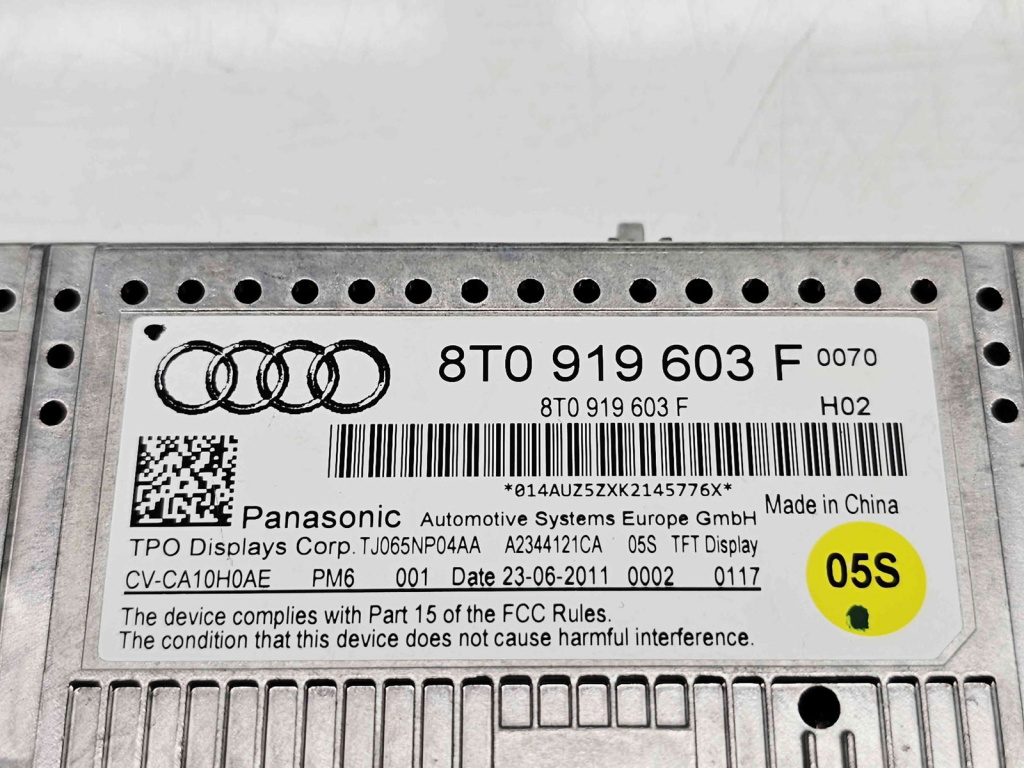 8T0 919 603 F 0070
8T0 919 603 F H02
*014AUZ5ZXK2145776X*
Panasonic Automotive Systems Europe GmbH Made in China
TPO Displays Corp. TJ065NP04AA A2344121CA 05S TFT Display
CV-CA10H0AE PM6 001 Date 23-06-2011 0002 0117
05S
The device complies with Part 15 of the FCC Rules.
The condition that this device does not cause harmful interference.